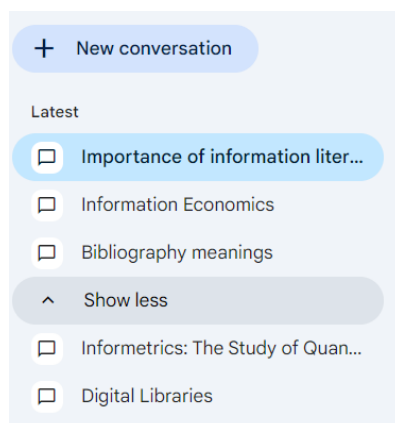 New conversation
Latest
Importance of information liter...
Information Economics
Bibliography meanings
Show less
Informetrics: The Study of Quan...
Digital Libraries